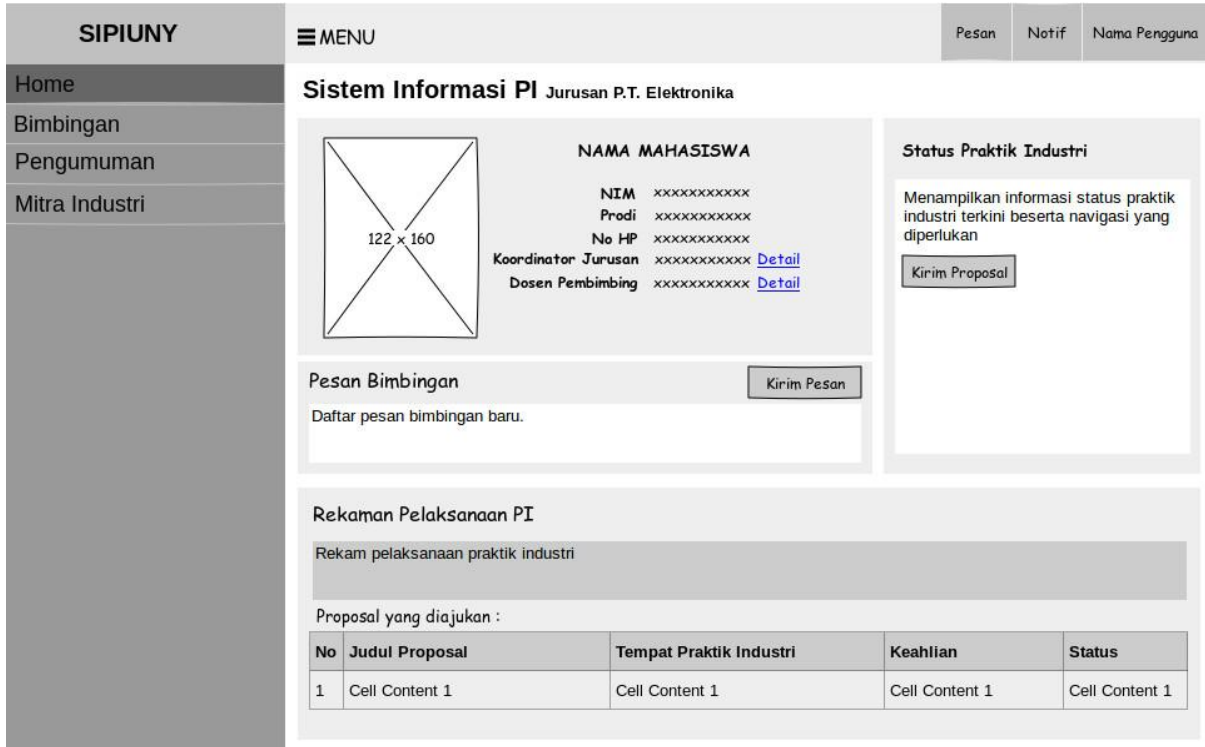 SIPIUNY
MENU
Pesan
Notif
Nama Pengguna
Home
Bimbingan
Pengumuman
Mitra Industri
Sistem Informasi PI Jurusan P.T. Elektronika
122 x 160
NAMA MAHASISWA
NIM xxxxxxxxxxx
Prodi xxxxxxxxxxx
No HP xxxxxxxxxxx
Koordinator Jurusan xxxxxxxxxxx Detail
Dosen Pembimbing xxxxxxxxxxx Detail
Status Praktik Industri
Menampilkan informasi status praktik
industri terkini beserta navigasi yang
diperlukan
Kirim Proposal
Pesan Bimbingan
Kirim Pesan
Daftar pesan bimbingan baru.
Rekaman Pelaksanaan PI
Rekam pelaksanaan praktik industri
Proposal yang diajukan :
No Judul Proposal Tempat Praktik Industri Keahlian Status
1 Cell Content 1 Cell Content 1 Cell Content 1 Cell Content 1